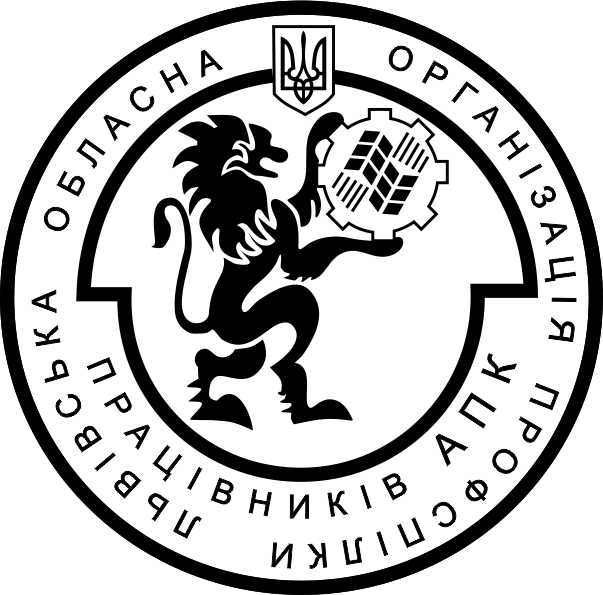 ЛЬВІВСЬКА ОБЛАСНА ОРГАНІЗАЦІЯ ПРОФСПІЛКИ
ПРАЦІВНИКІВ АПК